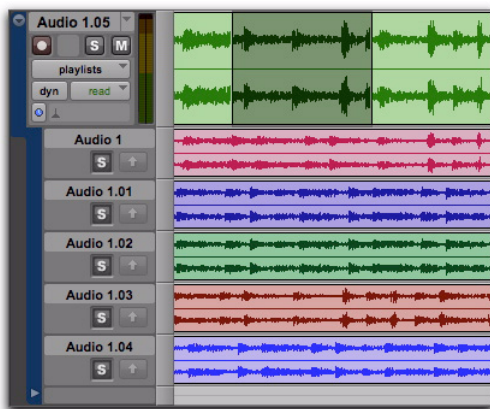 Audio 1.05
S M
playlists
dyn read
Audio 1
S
Audio 1.01
S
Audio 1.02
S
Audio 1.03
S
Audio 1.04
S